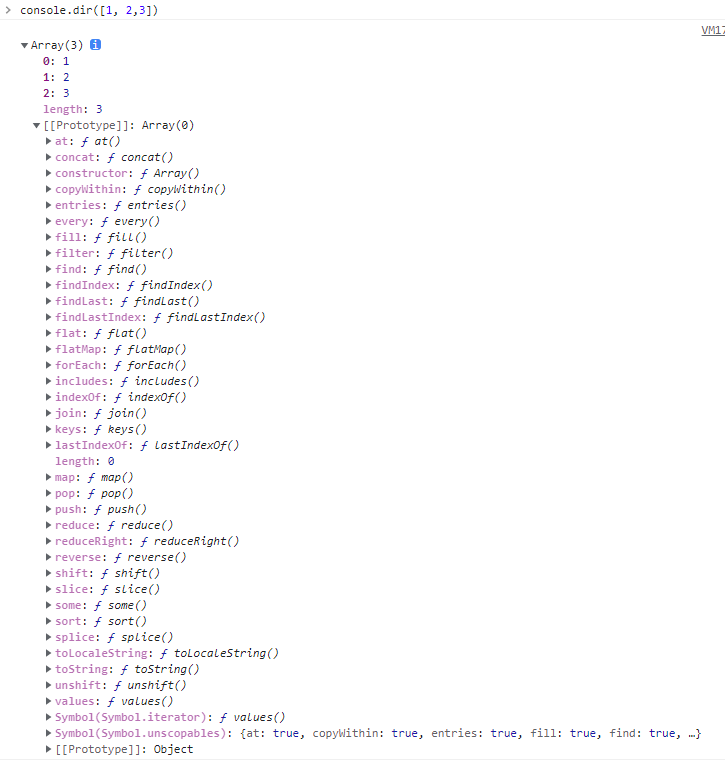 > console.dir([1, 2,3])
VM17
▼Array(3) i
0: 1
1: 2
2: 3
length: 3
▼[[Prototype]]: Array(0)
▶at: ƒ at()
▶concat: ƒ concat()
▶constructor: ƒ Array()
▶copyWithin: ƒ copyWithin()
▶entries: ƒ entries()
▶every: ƒ every()
▶fill: ƒ fill()
▶filter: ƒ filter()
▶find: ƒ find()
▶findIndex: ƒ findIndex()
▶findLast: ƒ findLast()
▶findLastIndex: ƒ findLastIndex()
▶flat: ƒ flat()
▶flatMap: ƒ flatMap()
▶forEach: ƒ forEach()
▶includes: ƒ includes()
▶indexOf: ƒ indexOf()
▶join: ƒ join()
▶keys: ƒ keys()
▶lastIndexOf: ƒ lastIndexOf()
length: 0
▶map: ƒ map()
▶pop: ƒ pop()
▶push: ƒ push()
▶reduce: ƒ reduce()
▶reduceRight: ƒ reduceRight()
▶reverse: ƒ reverse()
▶shift: ƒ shift()
▶slice: ƒ slice()
▶some: ƒ some()
▶sort: ƒ sort()
▶splice: ƒ splice()
▶toLocaleString: ƒ toLocaleString()
▶toString: ƒ toString()
▶unshift: ƒ unshift()
▶values: ƒ values()
▶Symbol(Symbol.iterator): ƒ values()
▶Symbol(Symbol.unscopables): {at: true, copyWithin: true, entries: true, fill: true, find: true, …}
▶[[Prototype]]: Object